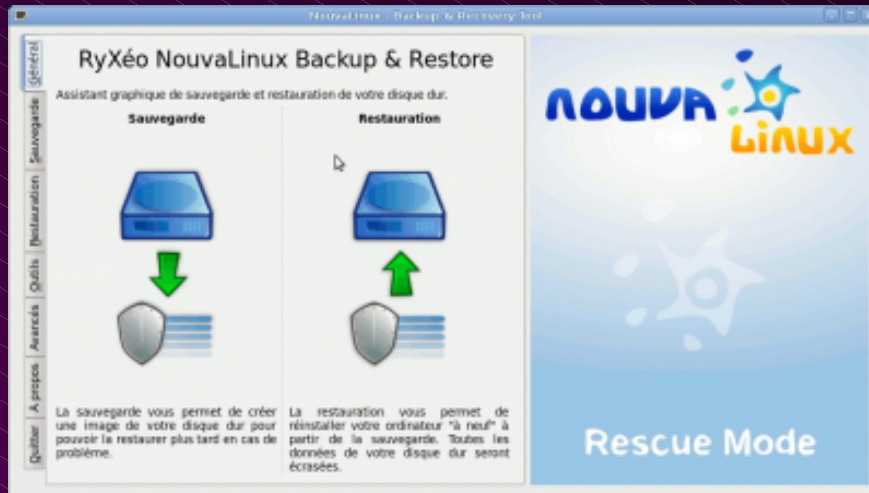 NouvaLinux - Backup & Recovery Tool
Général
Sauvegarde
Restauration
Outils
Avancés
A propos
Quitter
RyXéo NouvaLinux Backup & Restore
Assistant graphique de sauvegarde et restauration de votre disque dur.
Sauvegarde
La sauvegarde vous permet de créer
une image de votre disque dur pour
pouvoir la restaurer plus tard en cas de
problème.
Restauration
La restauration vous permet de
réinstaller votre ordinateur "à neuf" à
partir de la sauvegarde. Toutes les
données de votre disque dur seront
écrasées.
NOUVA
LiNUX
Rescue Mode